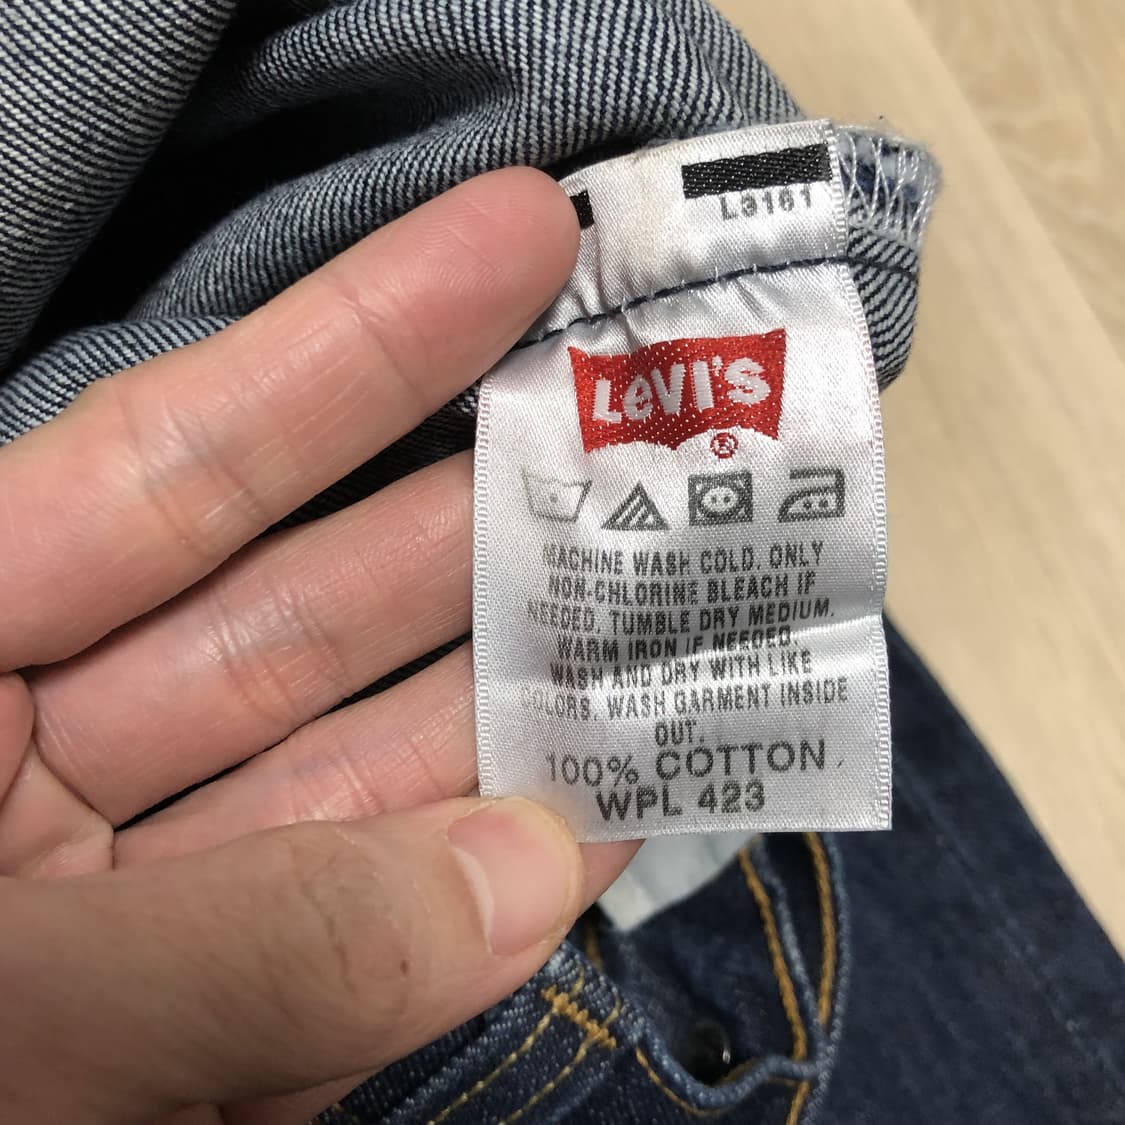 L3161
LEVI'S
®
MACHINE WASH COLD. ONLY
NON-CHLORINE BLEACH IF
NEEDED. TUMBLE DRY MEDIUM.
WARM IRON IF NEEDED.
WASH AND DRY WITH LIKE
COLORS. WASH GARMENT INSIDE
OUT.
100% COTTON
WPL 423